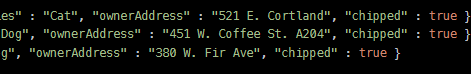 les" : "Cat", "ownerAddress" : "521 E. Cortland", "chipped" : true }
Dog", "ownerAddress" : "451 W. Coffee St. A204", "chipped" : true }
g", "ownerAddress" : "380 W. Fir Ave", "chipped" : true }